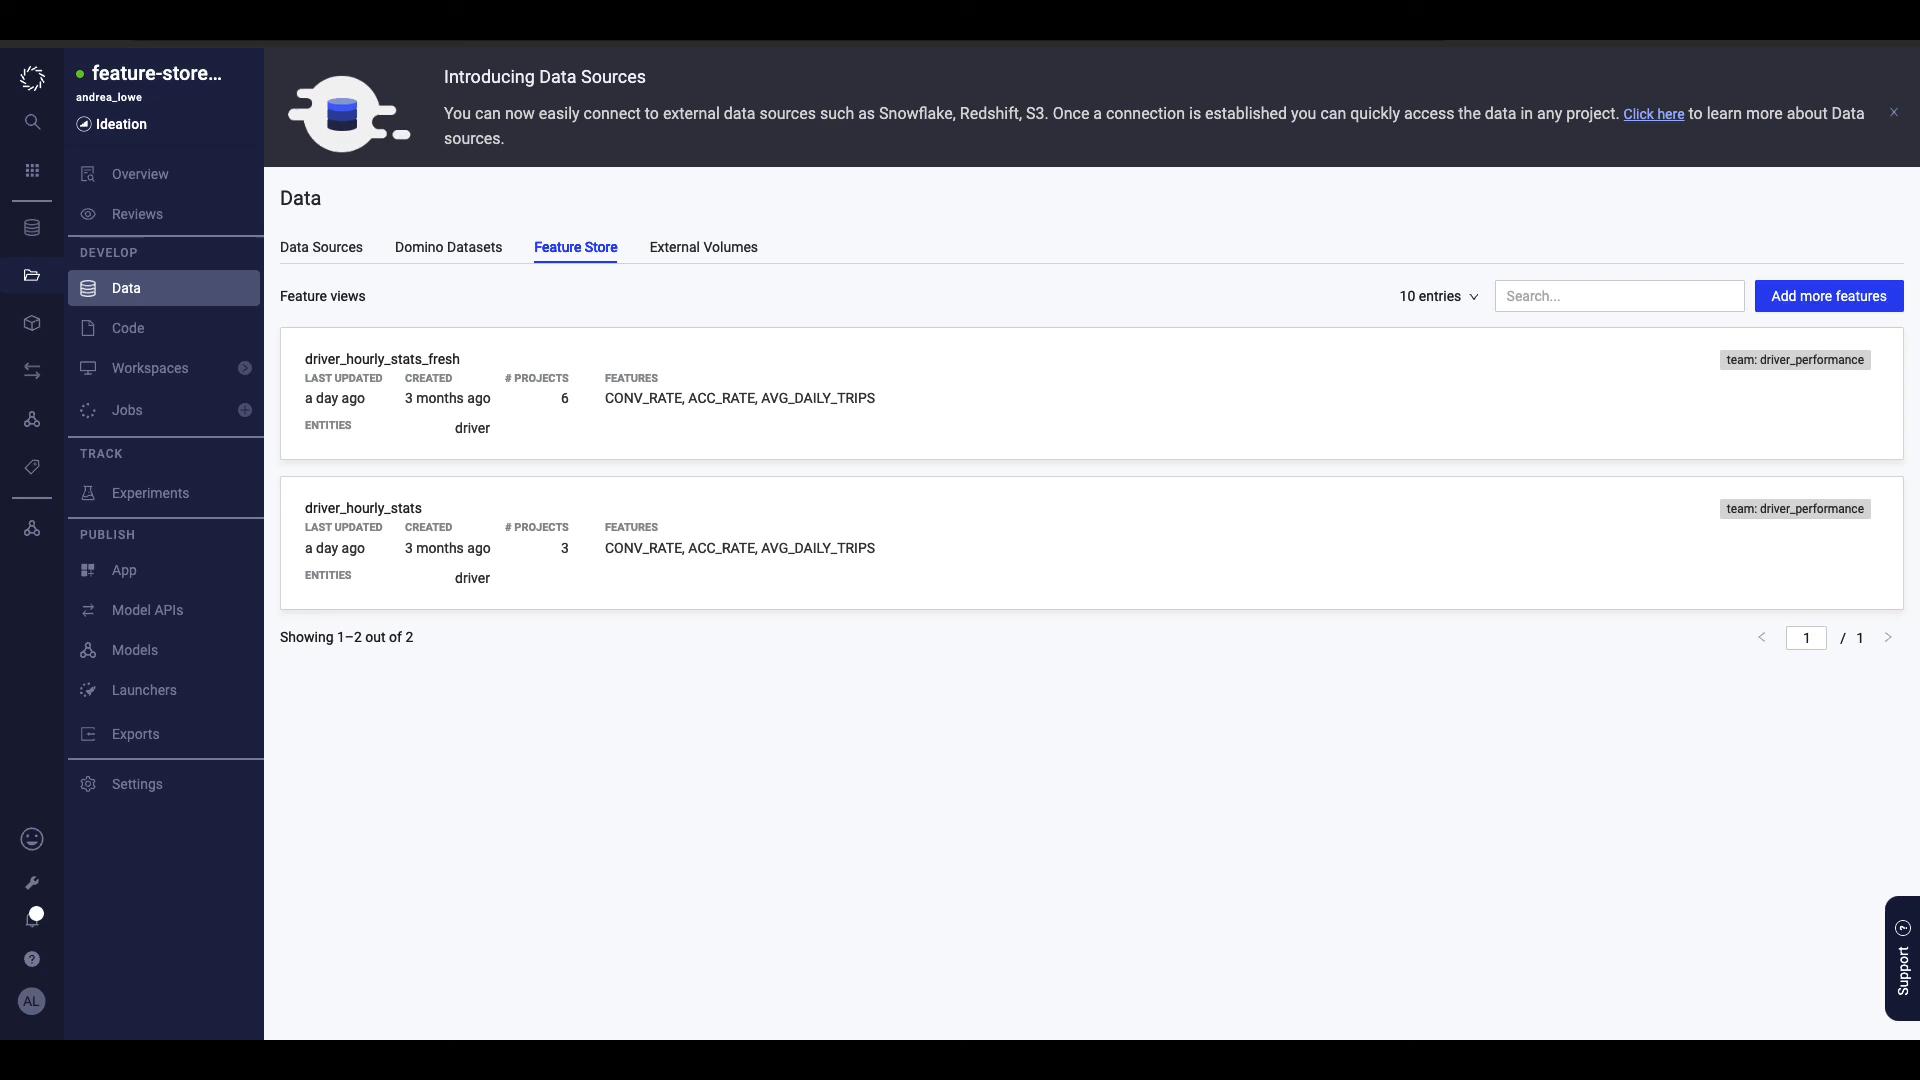 feature-store...
andrea_lowe
Ideation
Overview
Reviews
DEVELOP
Data
Code
Workspaces
Jobs
TRACK
Experiments
PUBLISH
App
Model APIs
Models
Launchers
Exports
Settings
AL
Introducing Data Sources
You can now easily connect to external data sources such as Snowflake, Redshift, S3. Once a connection is established you can quickly access the data in any project. Click here to learn more about Data
sources.
Data
Data Sources Domino Datasets Feature Store External Volumes
Feature views 10 entries Search... Add more features
driver_hourly_stats_fresh team: driver_performance
LAST UPDATED CREATED # PROJECTS FEATURES
a day ago 3 months ago 6 CONV_RATE, ACC_RATE, AVG_DAILY_TRIPS
ENTITIES driver
driver_hourly_stats team: driver_performance
LAST UPDATED CREATED # PROJECTS FEATURES
a day ago 3 months ago 3 CONV_RATE, ACC_RATE, AVG_DAILY_TRIPS
ENTITIES driver
Showing 1–2 out of 2 < 1 / 1 >
Support ?